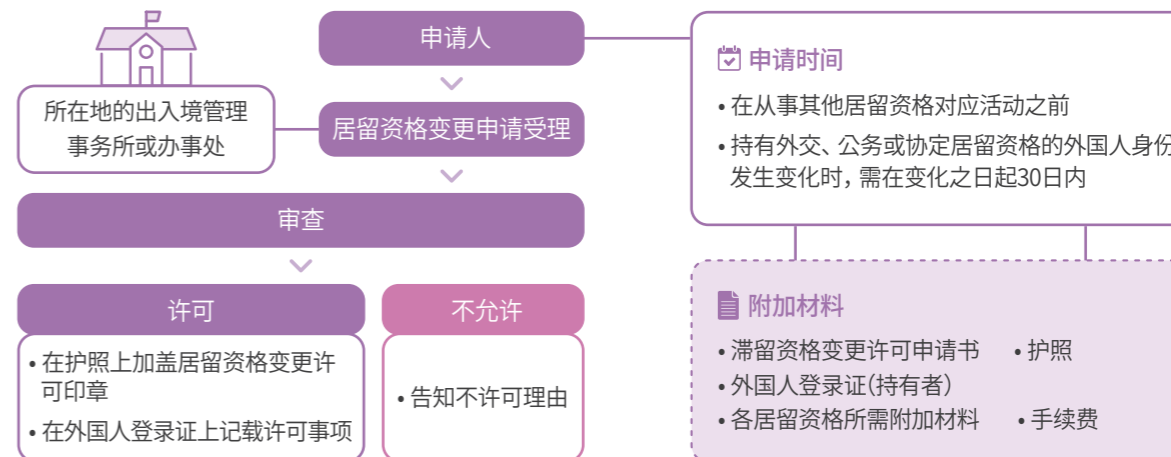 申请人
所在地的出入境管理
事务所或办事处
居留资格变更申请受理
审查
许可
不允许
• 在护照上加盖居留资格变更许
可印章
• 在外国人登录证上记载许可事项
• 告知不许可理由
申请时间
• 在从事其他居留资格对应活动之前
• 持有外交、公务或协定居留资格的外国人身份
发生变化时，需在变化之日起30日内
附加材料
• 滞留资格变更许可申请书 • 护照
• 外国人登录证(持有者)
• 各居留资格所需附加材料 • 手续费